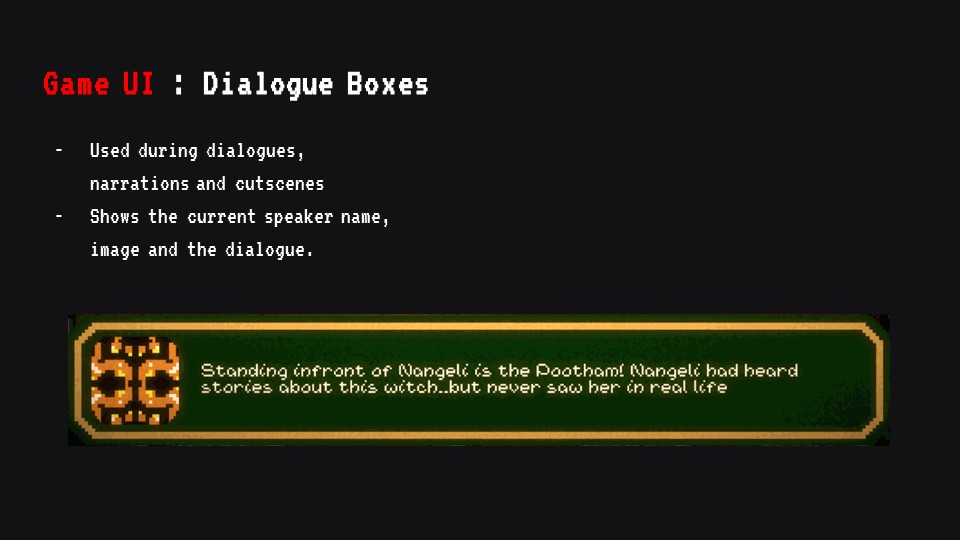 Game UI : Dialogue Boxes
- Used during dialogues,
narrations and cutscenes
- Shows the current speaker name,
image and the dialogue.
Standing infront of Nangeli is the Pootham! Nangeli had heard
stories about this witch..but never saw her in real life